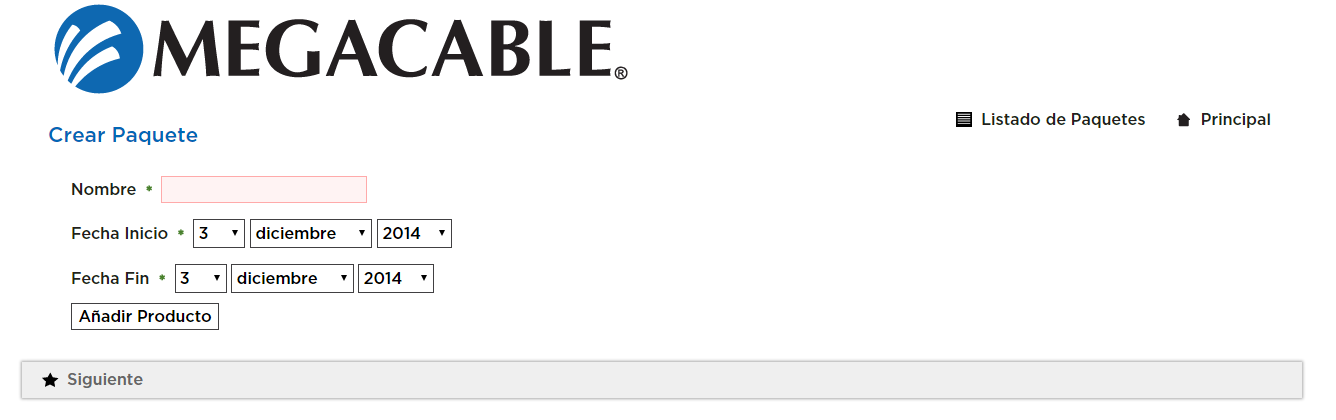 MEGACABLE®
Listado de Paquetes Principal
Crear Paquete
Nombre *
Fecha Inicio * 3 diciembre 2014
Fecha Fin * 3 diciembre 2014
Añadir Producto
Siguiente